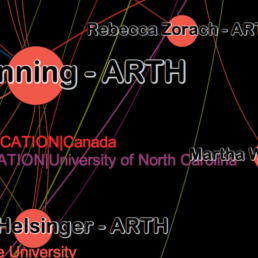 Rebecca Zorach - ART
nning - ARTH
CATION|Canada
ATION|University of North Carolina
Martha W
Helsinger - ARTH
e University